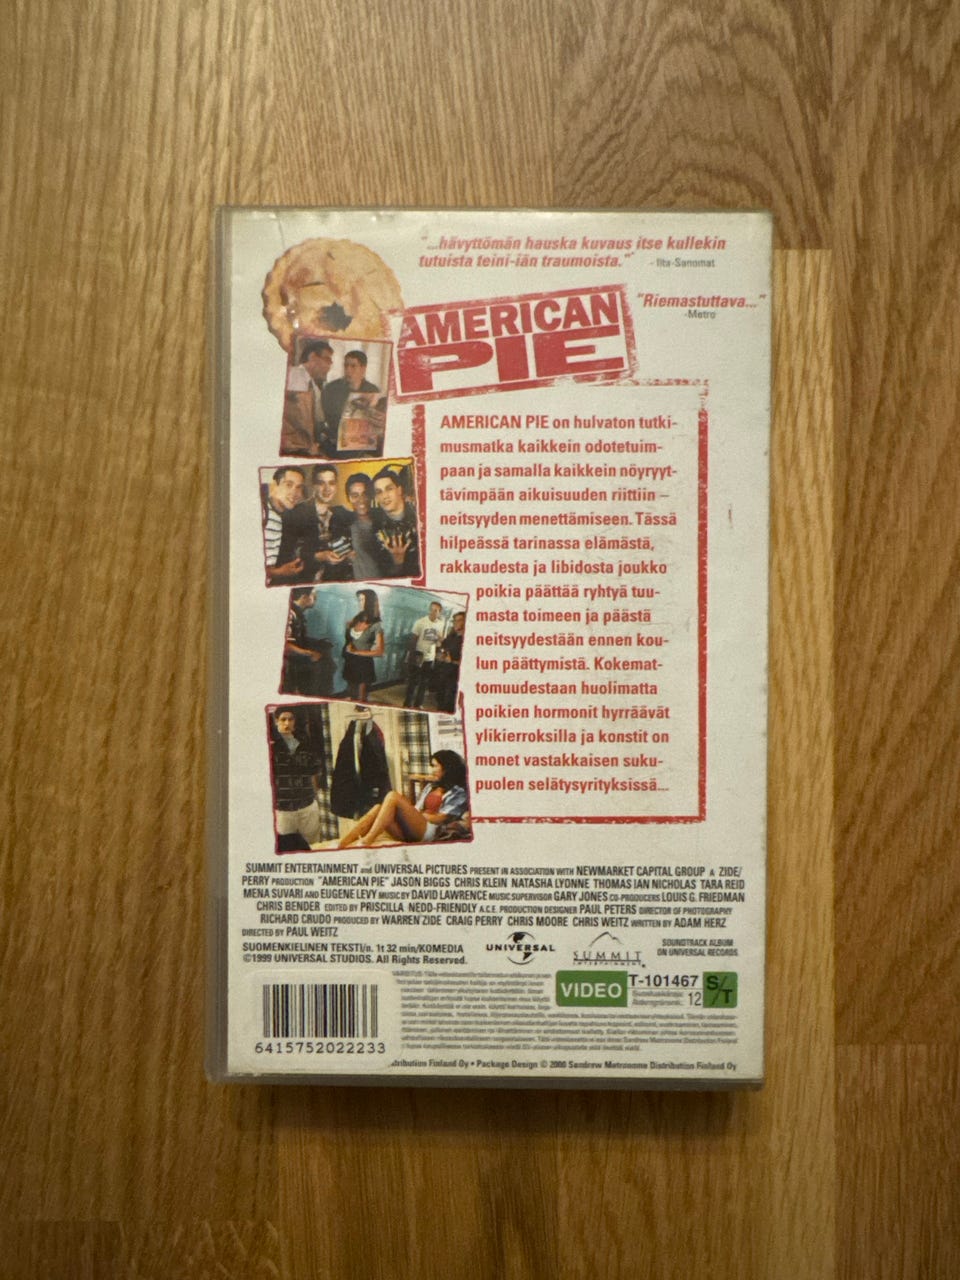 "...hävyttömän hauska kuvaus itse kullekin
tutuista teini-iän traumoista."
- Ilta-Sanomat
"Riemastuttava..."
-Metro
AMERICAN
PIE
AMERICAN PIE on hulvaton tutki-
musmatka kaikkein odotetuim-
paan ja samalla kaikkein nöyryyt-
tävimpään aikuisuuden riittiin –
neitsyyden menettämiseen. Tässä
hilpeässä tarinassa elämästä,
rakkaudesta ja libidosta joukko
poikia päättää ryhtyä tuu-
masta toimeen ja päästä
neitsyydestään ennen kou-
lun päättymistä. Kokemat-
tomuudestaan huolimatta
poikien hormonit hyrräävät
ylikierroksilla ja konstit on
monet vastakkaisen suku-
puolen selätysyrityksissä...
SUMMIT ENTERTAINMENT AND UNIVERSAL PICTURES PRESENT IN ASSOCIATION WITH NEWMARKET CAPITAL GROUP A ZIDE/
PERRY PRODUCTION "AMERICAN PIE" JASON BIGGS CHRIS KLEIN NATASHA LYONNE THOMAS IAN NICHOLAS TARA REID
MENA SUVARI AND EUGENE LEVY MUSIC BY DAVID LAWRENCE MUSIC SUPERVISOR GARY JONES CO-PRODUCERS LOUIS G. FRIEDMAN
CHRIS BENDER EDITED BY PRISCILLA NEDD-FRIENDLY A.C.E. PRODUCTION DESIGNER PAUL PETERS DIRECTOR OF PHOTOGRAPHY
RICHARD CRUDO PRODUCED BY WARREN ZIDE CRAIG PERRY CHRIS MOORE CHRIS WEITZ WRITTEN BY ADAM HERZ
DIRECTED BY PAUL WEITZ
SUOMENKIELINEN TEKSTI/n. 1t 32 min/KOMEDIA
©1999 UNIVERSAL STUDIOS. All Rights Reserved.
UNIVERSAL
SUMMIT
ENTERTAINMENT
SOUNDTRACK ALBUM
ON UNIVERSAL RECORDS
VIDEO
T-101467
12
S/T
6415752022233
Distribution Finland Oy • Package Design © 2000 Sandrew Metronome Distribution Finland Oy